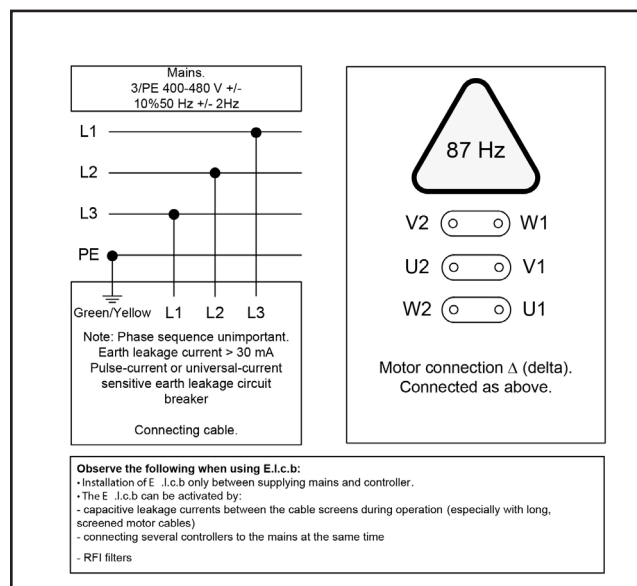 Mains.
3/PE 400-480 V +/-
10%50 Hz +/- 2Hz
L1
L2
L3
PE
Green/Yellow L1 L2 L3
Note: Phase sequence unimportant.
Earth leakage current > 30 mA
Pulse-current or universal-current
sensitive earth leakage circuit
breaker
Connecting cable.
87 Hz
V2 W1
U2 V1
W2 U1
Motor connection Δ (delta).
Connected as above.
Observe the following when using E.l.c.b:
• Installation of E .l.c.b only between supplying mains and controller.
• The E .l.c.b can be activated by:
- capacitive leakage currents between the cable screens during operation (especially with long,
screened motor cables)
- connecting several controllers to the mains at the same time
- RFI filters